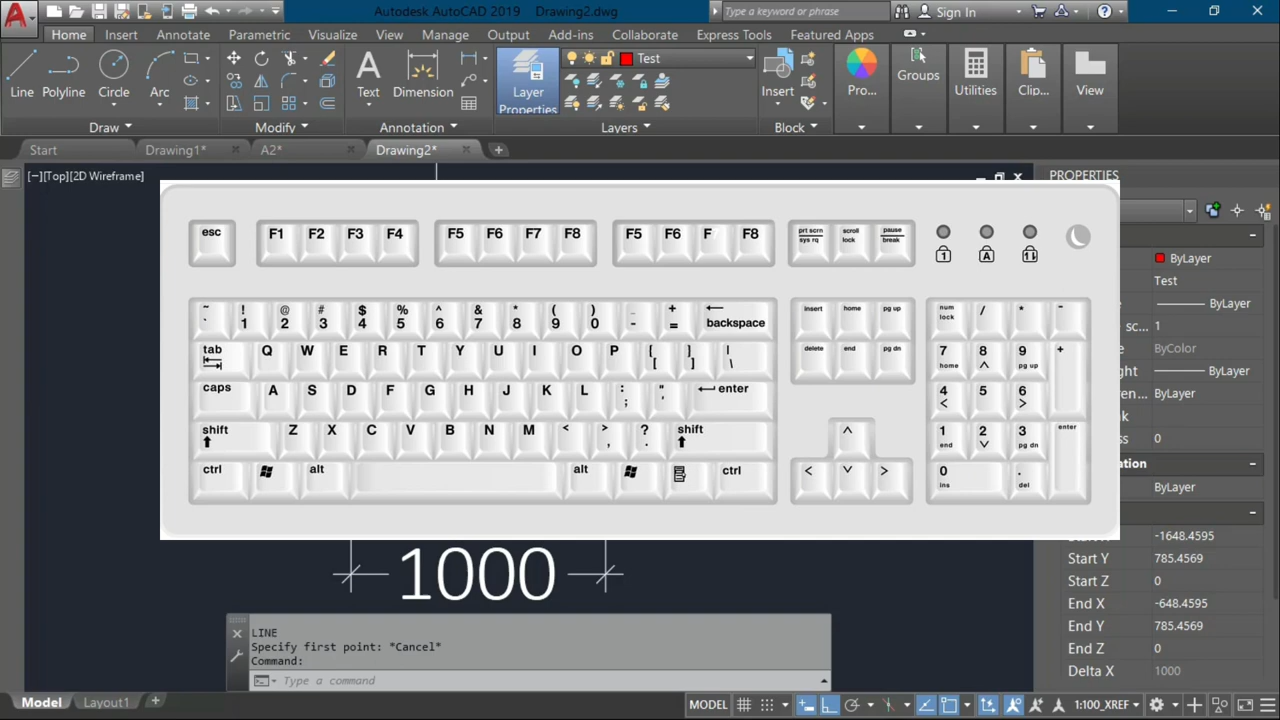 Autodesk AutoCAD 2019 Drawing2.dwg
Type a keyword or phrase
Sign In
Home Insert Annotate Parametric Visualize View Manage Output Add-ins Collaborate Express Tools Featured Apps
Test
Line Polyline Circle Arc
Text Dimension
Layer
Properties
Insert
Pro... Groups Utilities Clip... View
Draw Modify Annotation Layers Block
Start Drawing1* A2* Drawing2*
[−][Top][2D Wireframe]
PROPERTIES
esc F1 F2 F3 F4 F5 F6 F7 F8 F5 F6 F F8
prt scrn
sys rq
scroll
lock
pause
break
1 A
~ ! @ # $ % ^ & * ( ) _ +
` 1 2 3 4 5 6 7 8 9 0 - = backspace
insert home pg up
num
lock
/ * -
tab Q W E R T Y U I O P [ ] |
[ ] \
delete end pg dn
7 8 9 +
home ^ pg up
caps A S D F G H J K L : " enter
; ,
4 5 6
< >
shift Z X C V B N M < > ? shift
, .
^
1 2 3 enter
end pg dn
ctrl alt alt ctrl
< >
0 .
ins del
ByLayer
Test
ByLayer
sc... 1
ByColor
ght ByLayer
ren... ByLayer
k
ss 0
ation
ByLayer
-1648.4595
Start Y 785.4569
Start Z 0
End X -648.4595
End Y 785.4569
End Z 0
Delta X 1000
1000
LINE
Specify first point: *Cancel*
Command:
Type a command
Model Layout1 +
MODEL
1:100_XREF